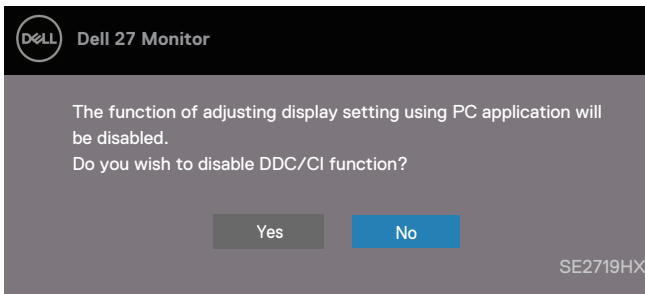 DELL
Dell 27 Monitor
The function of adjusting display setting using PC application will
be disabled.
Do you wish to disable DDC/CI function?
Yes
No
SE2719HX